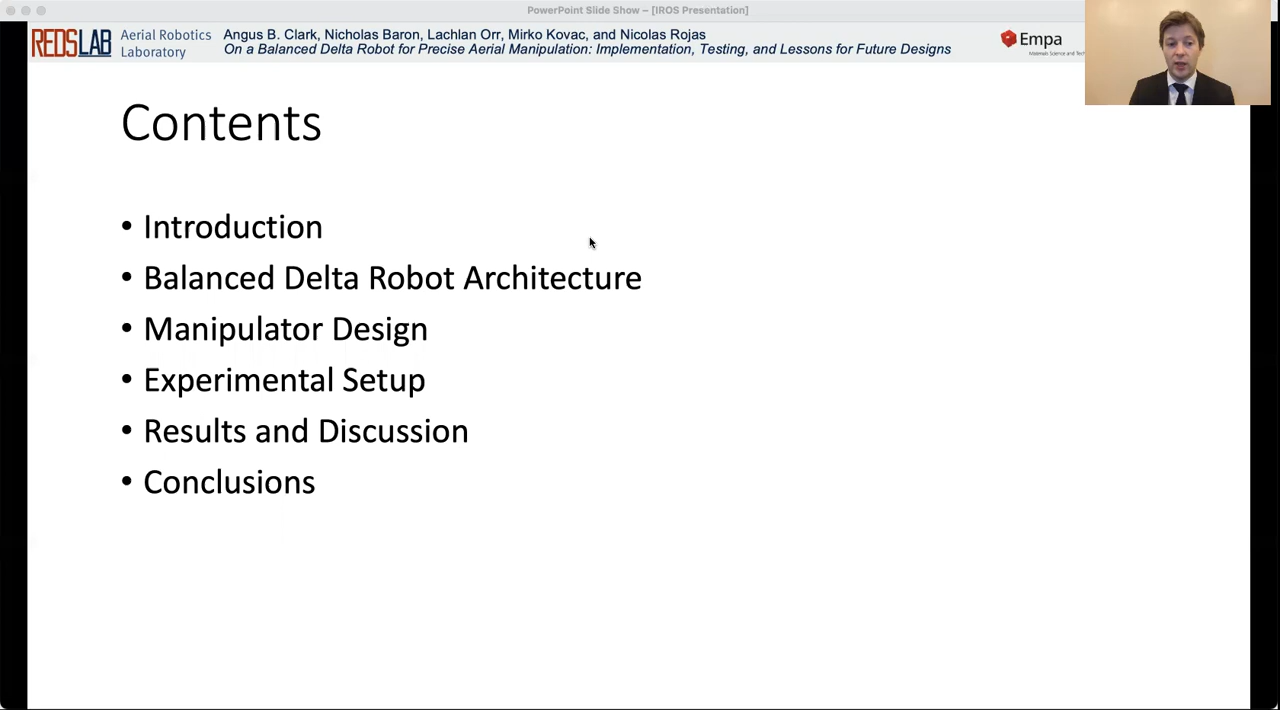 PowerPoint Slide Show – [IROS Presentation]
REDSLAB
Aerial Robotics
Laboratory
Angus B. Clark, Nicholas Baron, Lachlan Orr, Mirko Kovac, and Nicolas Rojas
On a Balanced Delta Robot for Precise Aerial Manipulation: Implementation, Testing, and Lessons for Future Designs
Empa
Materials Science and Tech
Contents
• Introduction
• Balanced Delta Robot Architecture
• Manipulator Design
• Experimental Setup
• Results and Discussion
• Conclusions